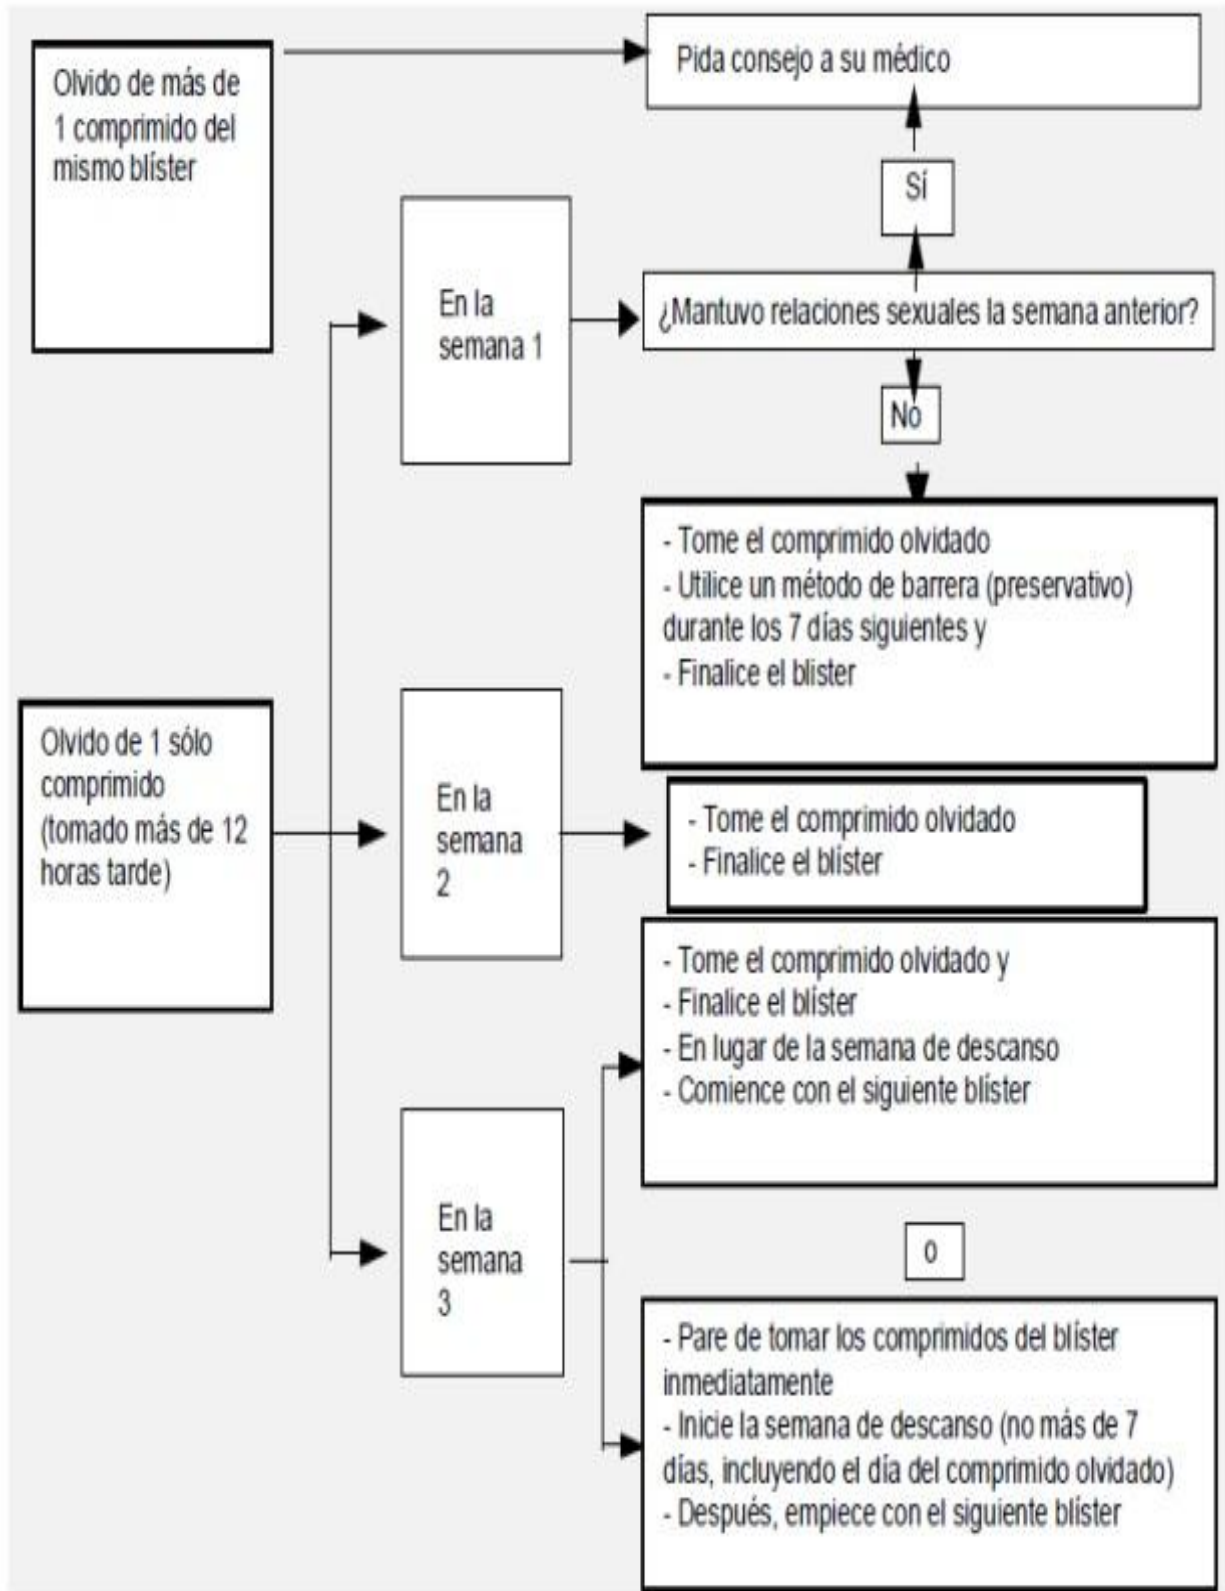 Olvido de más de
1 comprimido del
mismo blíster
Pida consejo a su médico
Sí
En la
semana 1
¿Mantuvo relaciones sexuales la semana anterior?
No
- Tome el comprimido olvidado
- Utilice un método de barrera (preservativo)
durante los 7 días siguientes y
- Finalice el blister
Olvido de 1 sólo
comprimido
(tomado más de 12
horas tarde)
En la
semana
2
- Tome el comprimido olvidado
- Finalice el blíster
- Tome el comprimido olvidado y
- Finalice el blíster
- En lugar de la semana de descanso
- Comience con el siguiente blíster
En la
semana
3
o
- Pare de tomar los comprimidos del blíster
inmediatamente
- Inicie la semana de descanso (no más de 7
días, incluyendo el día del comprimido olvidado)
- Después, empiece con el siguiente blíster